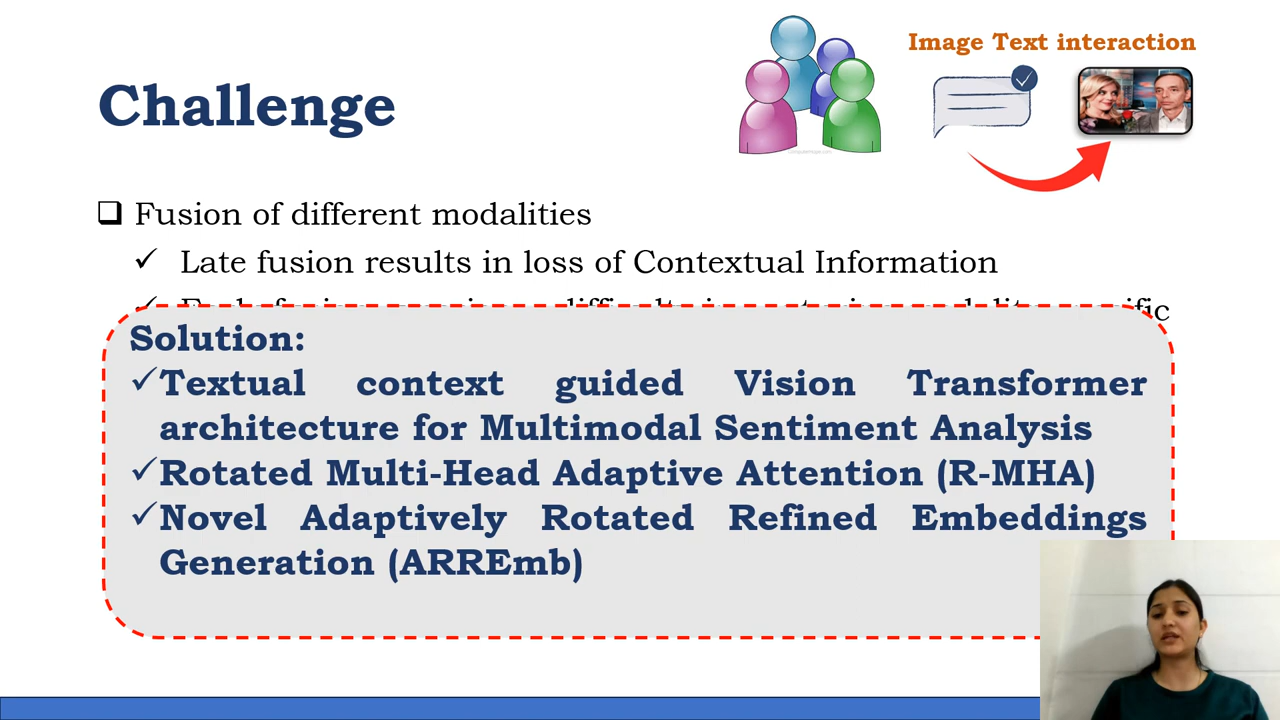 Image Text interaction
Challenge
Fusion of different modalities
Late fusion results in loss of Contextual Information
Solution:
Textual context guided Vision Transformer
architecture for Multimodal Sentiment Analysis
Rotated Multi-Head Adaptive Attention (R-MHA)
Novel Adaptively Rotated Refined Embeddings
Generation (ARREmb)